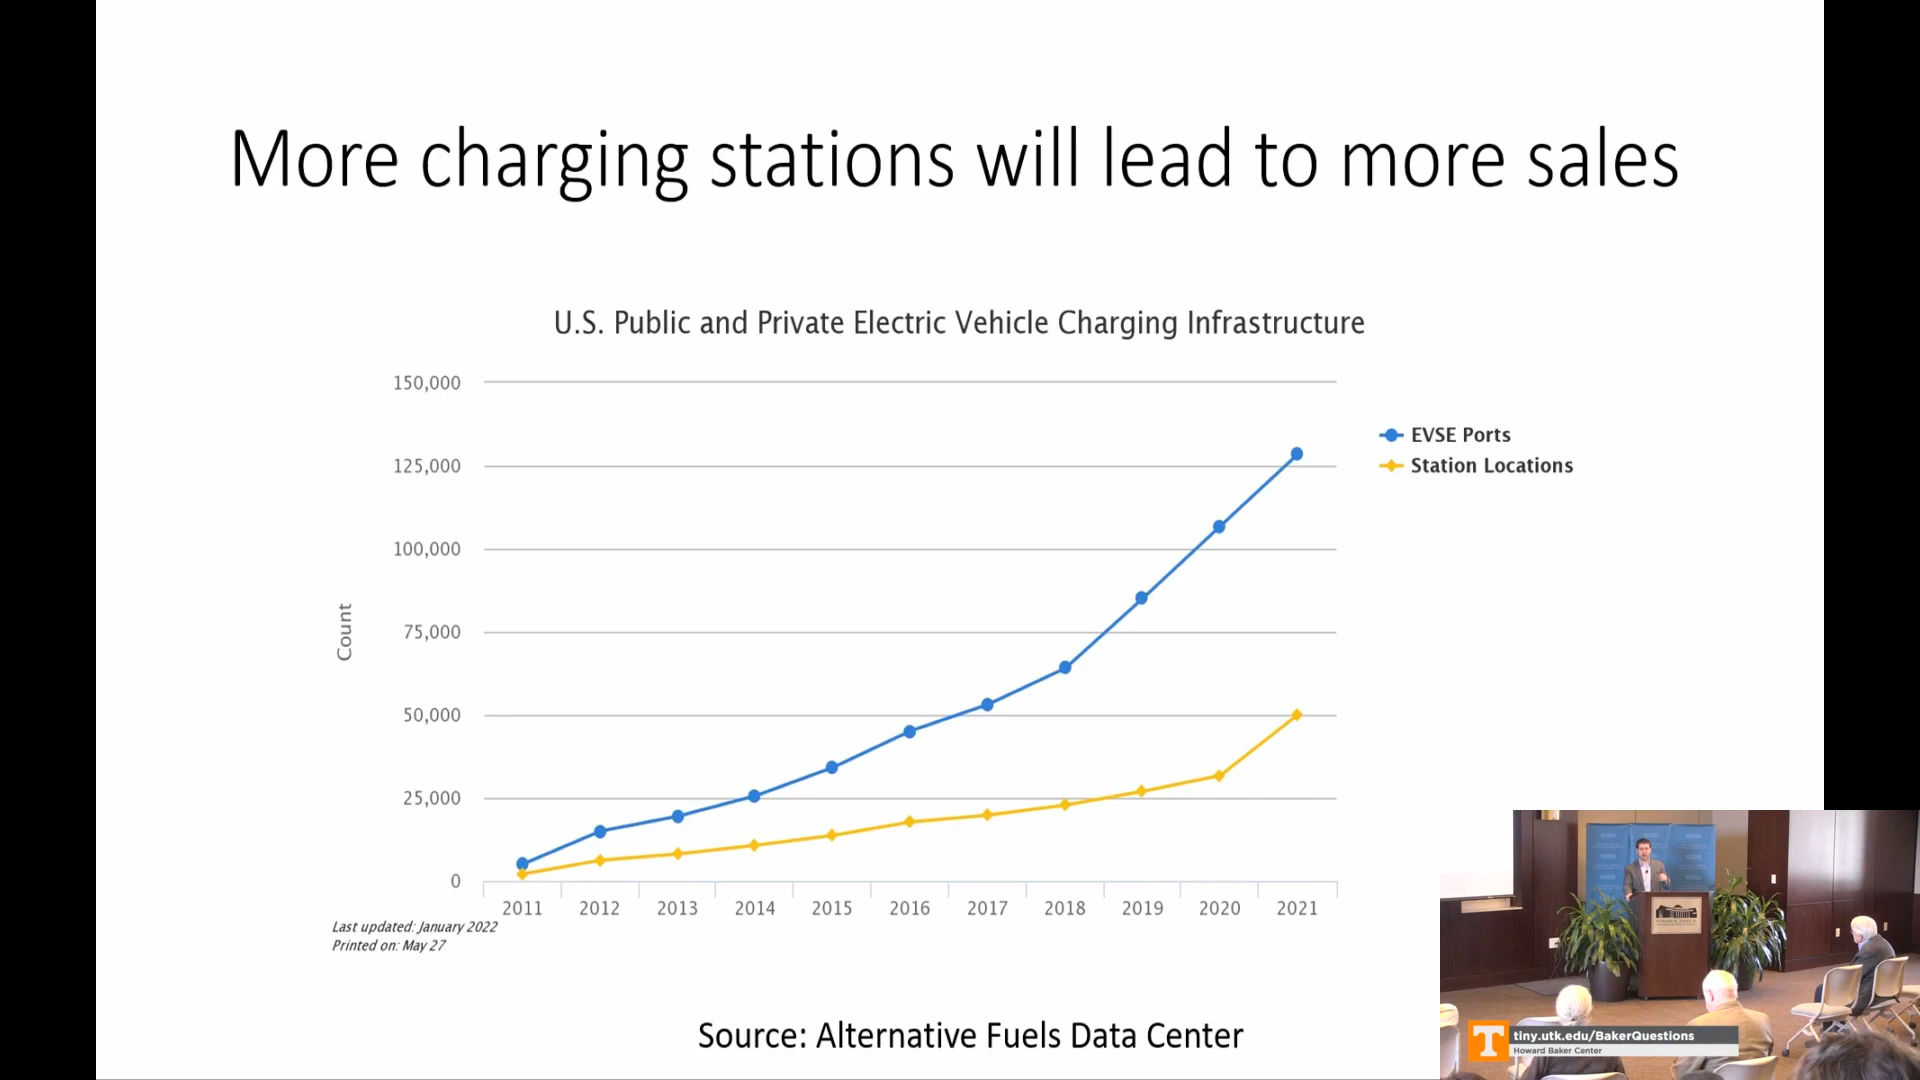 More charging stations will lead to more sales
U.S. Public and Private Electric Vehicle Charging Infrastructure
150,000
125,000
100,000
75,000
50,000
25,000
0
Count
EVSE Ports
Station Locations
2011 2012 2013 2014 2015 2016 2017 2018 2019 2020 2021
Last updated: January 2022
Printed on: May 27
Source: Alternative Fuels Data Center
T
tiny.utk.edu/BakerQuestions
Howard Baker Center